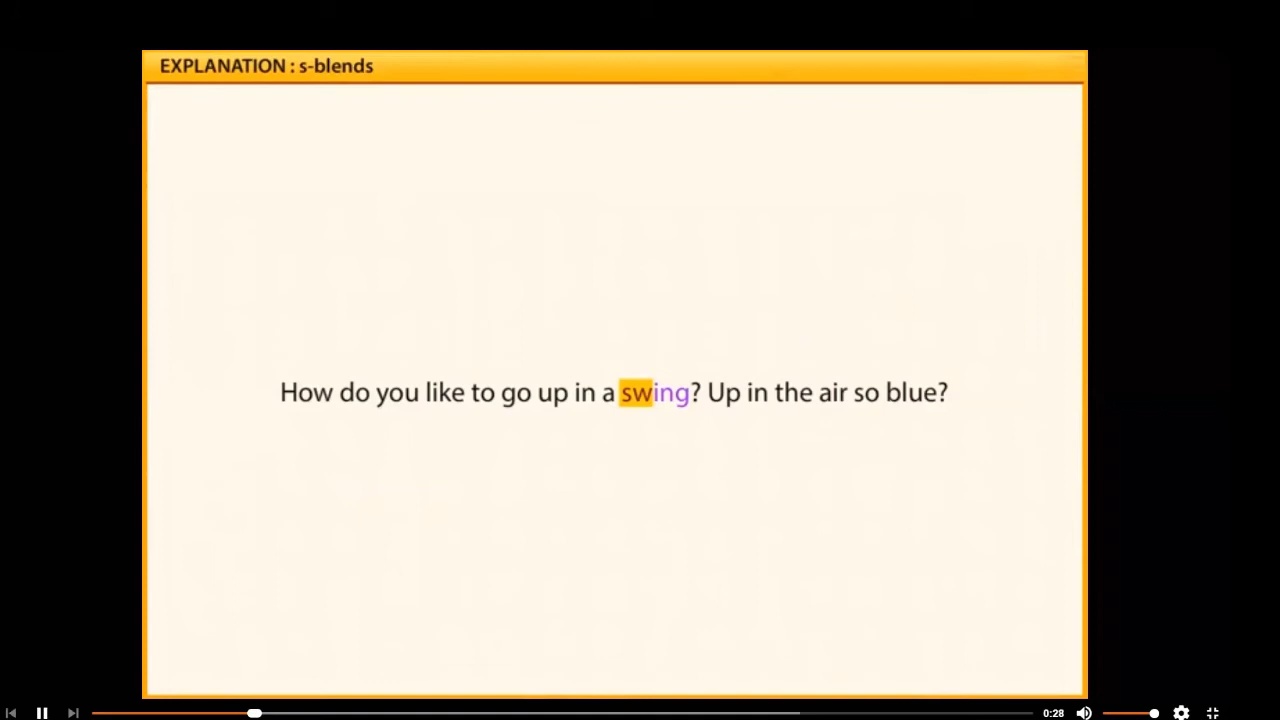 EXPLANATION : s-blends
How do you like to go up in a swing? Up in the air so blue?
0:28